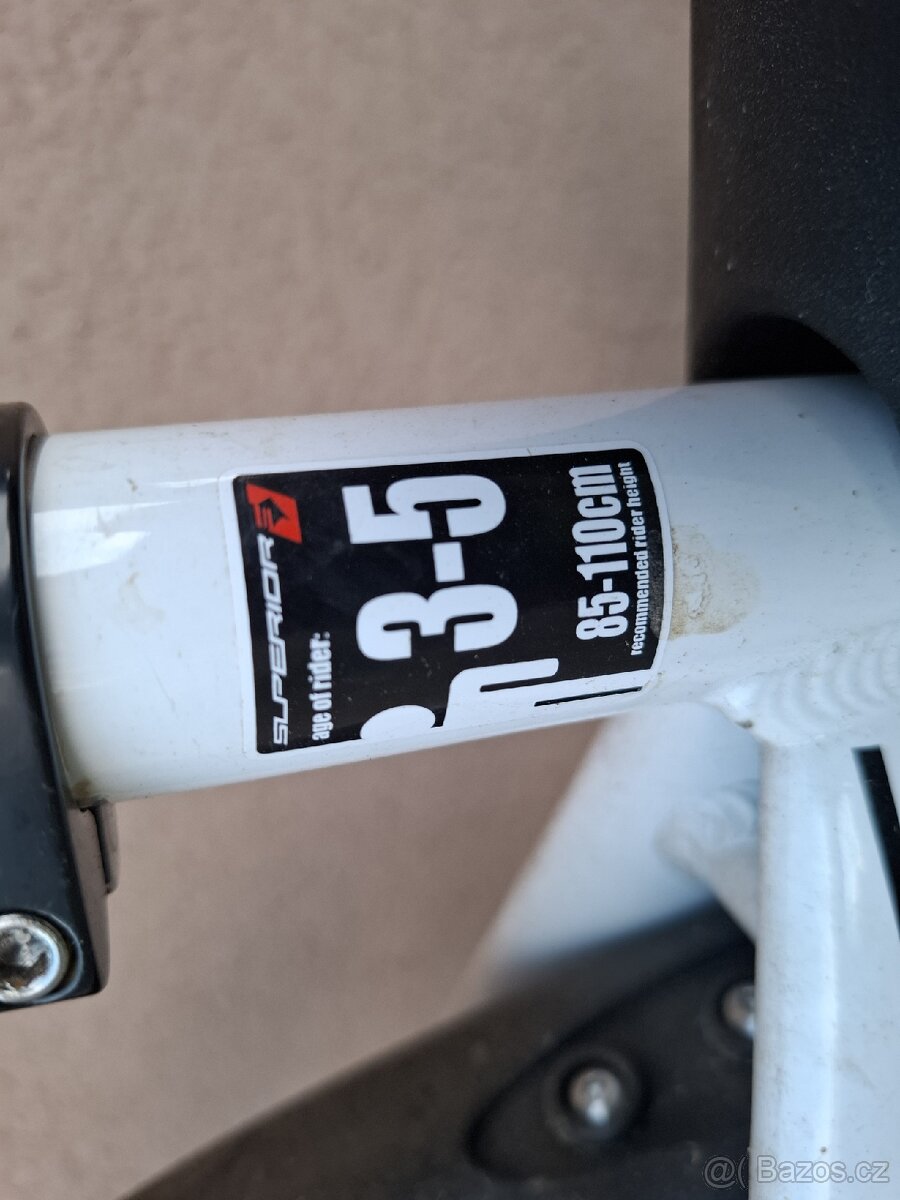 SUPERIOR
age of rider:
3-5
85-110cm
recommended rider height
@( Bazos.cz